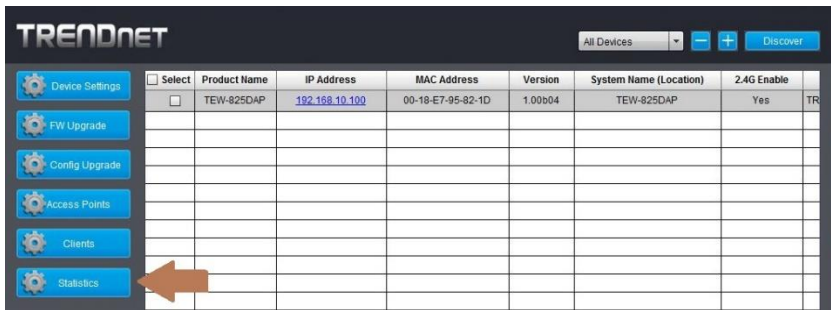 TRENDnET
All Devices
Discover
Device Settings
FW Upgrade
Config Upgrade
Access Points
Clients
Statistics
Select Product Name IP Address MAC Address Version System Name (Location) 2.4G Enable
TEW-825DAP 192.168.10.100 00-18-E7-95-82-1D 1.00b04 TEW-825DAP Yes TR